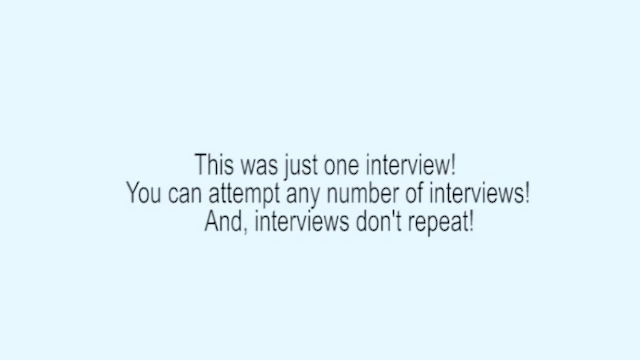 This was just one interview!
You can attempt any number of interviews!
And, interviews don't repeat!